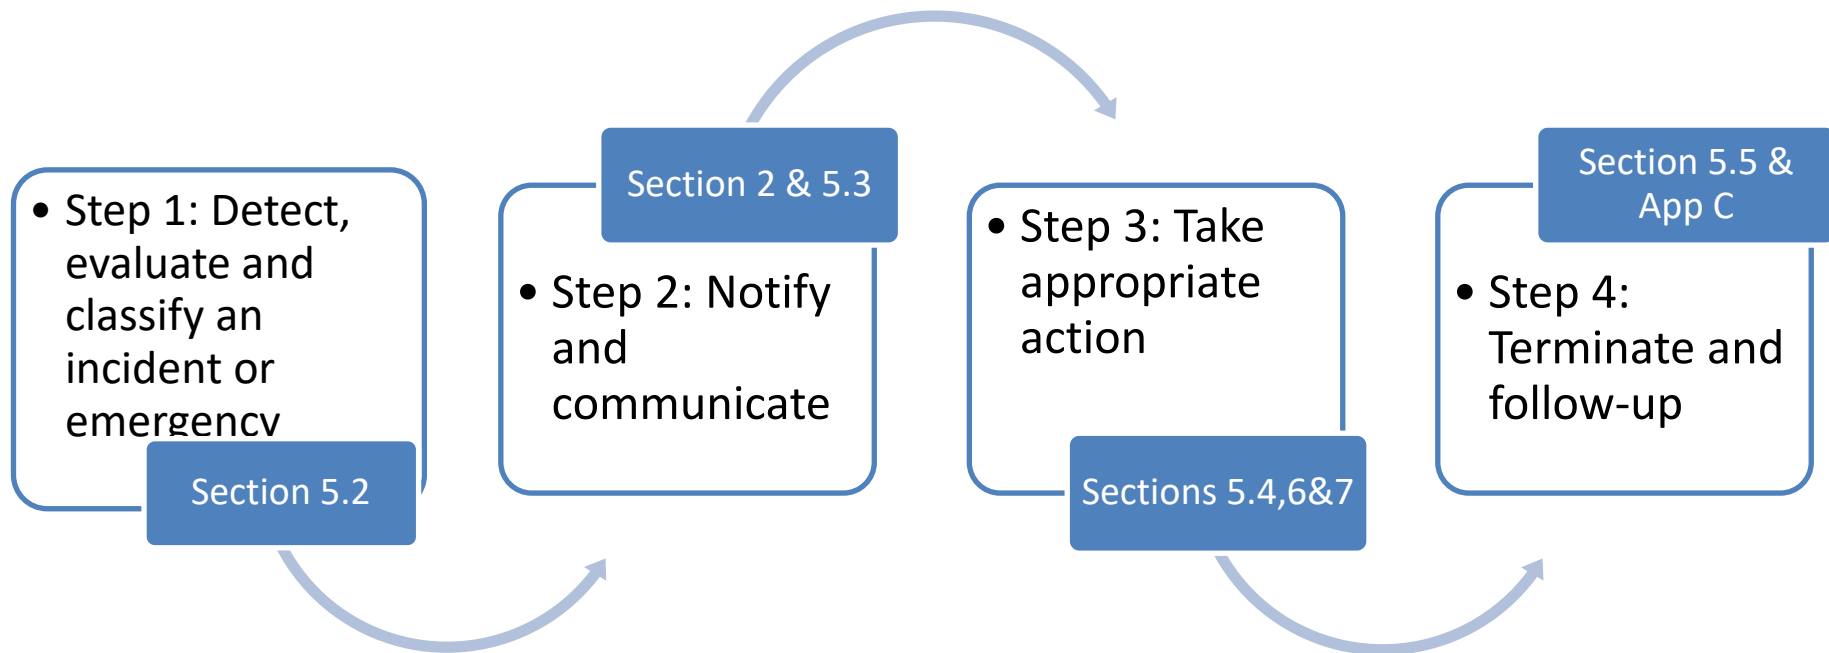 • Step 1: Detect,
evaluate and
classify an
incident or
emergency
Section 5.2
Section 2 & 5.3
• Step 2: Notify
and
communicate
• Step 3: Take
appropriate
action
Sections 5.4,6&7
Section 5.5 &
App C
• Step 4:
Terminate and
follow-up